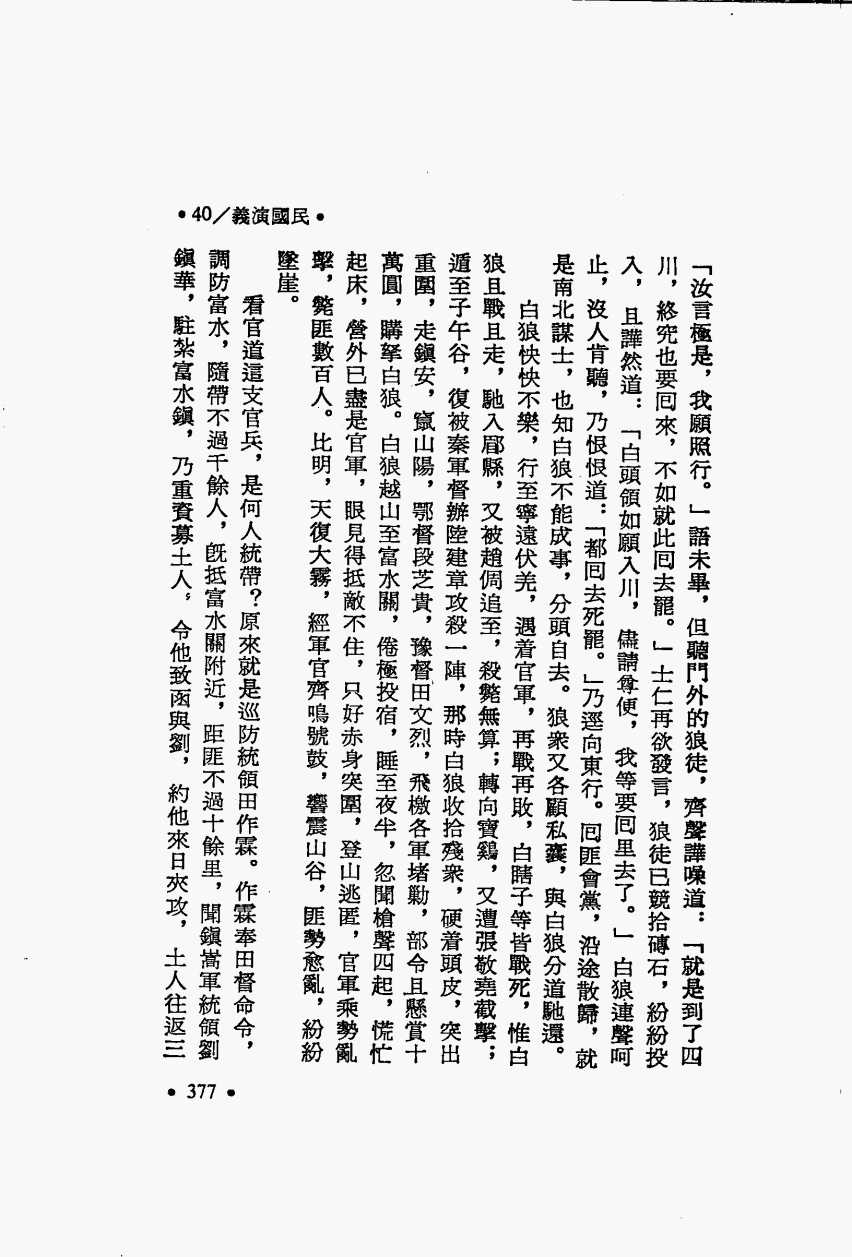 •40/義演國民•
「汝言極是，我願照行。」語未畢，但聽門外的狼徒，齊聲譁噪道：「就是到了四
川，終究也要回來，不如就此回去罷。」士仁再欲發言，狼徒已競拾磚石，紛紛投
入，且譁然道：「白頭領如願入川，儘請尊便，我等要回里去了。」白狼連聲呵
止，沒人肯聽，乃恨恨道：「都回去死罷。」乃逕向東行。回匪會黨，沿途散歸，就
是南北謀士，也知白狼不能成事，分頭自去。狼衆又各顧私囊，與白狼分道馳還。
白狼怏怏不樂，行至寧遠伏羌，遇着官軍，再戰再敗，白瞎子等皆戰死，惟白
狼且戰且走，馳入郿縣，又被趙倜追至，殺斃無算；轉向寶鷄，又遭張敬堯截擊；
遁至子午谷，復被秦軍督辦陸建章攻殺一陣，那時白狼收拾殘衆，硬着頭皮，突出
重圍，走鎭安，竄山陽，鄂督段芝貴，豫督田文烈，飛檄各軍堵勦，部令且懸賞十
萬圓，購拏白狼。白狼越山至富水關，倦極投宿，睡至夜半，忽聞槍聲四起，慌忙
起床，營外已盡是官軍，眼見得抵敵不住，只好赤身突圍，登山逃匿，官軍乘勢亂
擊，斃匪數百人。比明，天復大霧，經軍官齊鳴號鼓，響震山谷，匪勢愈亂，紛紛
墜崖。
看官道這支官兵，是何人統帶？原來就是巡防統領田作霖。作霖奉田督命令，
調防富水，隨帶不過千餘人，旣抵富水關附近，距匪不過十餘里，聞鎭嵩軍統領劉
鎭華，駐紮富水鎭，乃重資募土人，令他致函與劉，約他來日夾攻，土人往返三
•377•